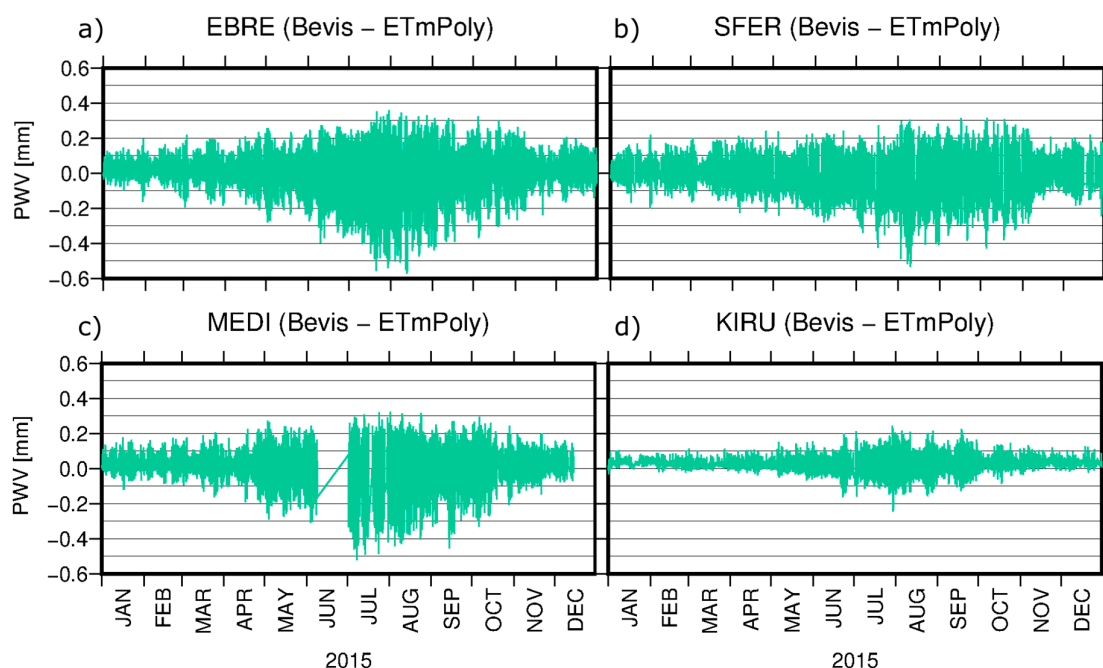 a) EBRE (Bevis − ETmPoly)
b) SFER (Bevis − ETmPoly)
PWV [mm]
0.6
0.4
0.2
0.0
−0.2
−0.4
−0.6
c) MEDI (Bevis − ETmPoly)
d) KIRU (Bevis − ETmPoly)
PWV [mm]
0.6
0.4
0.2
0.0
−0.2
−0.4
−0.6
JAN FEB MAR APR MAY JUN JUL AUG SEP OCT NOV DEC
JAN FEB MAR APR MAY JUN JUL AUG SEP OCT NOV DEC
2015
2015